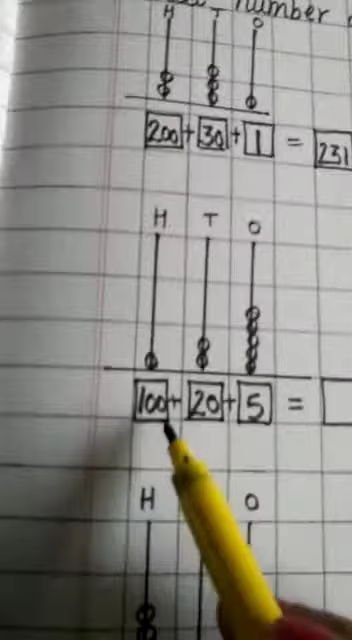 number
H T O
200 + 30 + 1 = 231
H T O
100 + 20 + 5 =
H O